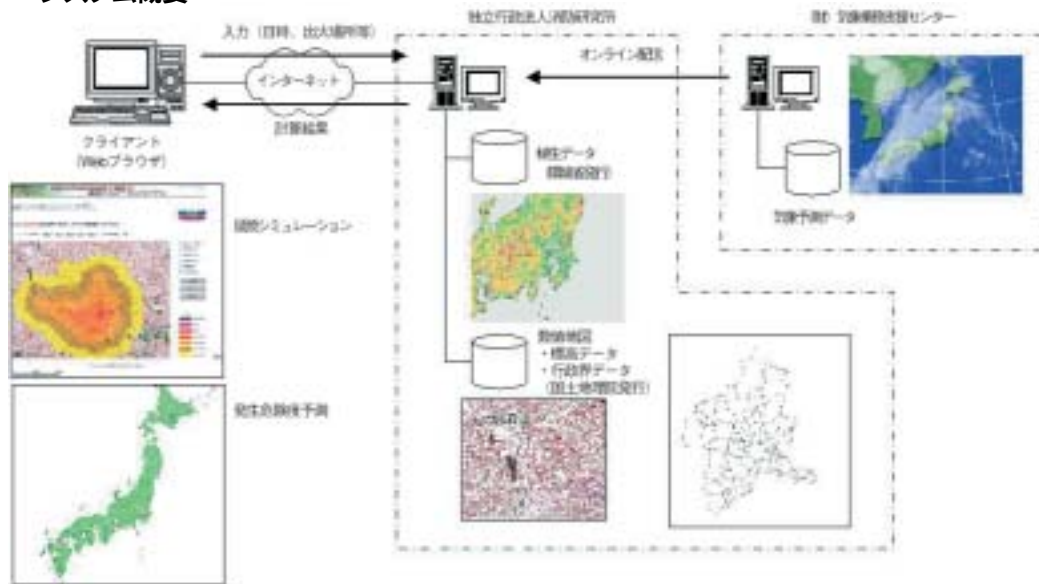 システム概要
独立行政法人消防研究所
(財) 気象業務支援センター
入力（日時、出火場所等）
オンライン配信
インターネット
計算結果
クライアント
(Webブラウザ)
植生データ
環境省発行
気象予測データ
延焼シミュレーション
数値地図
・標高データ
・行政界データ
(国土地理院発行)
発生危険度予測